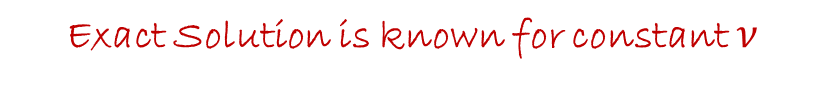 Exact Solution is known for constant ν